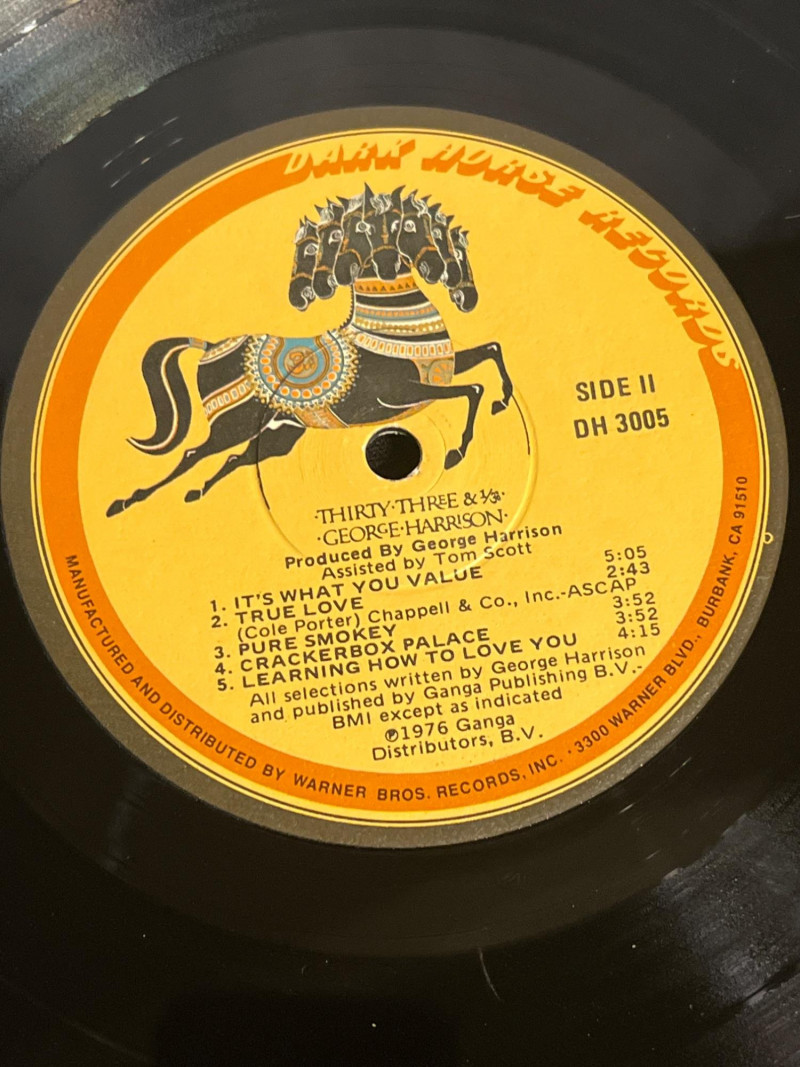 DARK HORSE RECORDS
SIDE II
DH 3005
·THIRTY·THREE & 1/3·
·GEORGE·HARRISON·
Produced By George Harrison
Assisted by Tom Scott
1. IT'S WHAT YOU VALUE 5:05
2. TRUE LOVE 2:43
(Cole Porter) Chappell & Co., Inc.-ASCAP
3. PURE SMOKEY 3:52
4. CRACKERBOX PALACE 3:52
5. LEARNING HOW TO LOVE YOU 4:15
All selections written by George Harrison
and published by Ganga Publishing B.V.-
BMI except as indicated
℗1976 Ganga
Distributors, B.V.
MANUFACTURED AND DISTRIBUTED BY WARNER BROS. RECORDS, INC. · 3300 WARNER BLVD., BURBANK, CA 91510